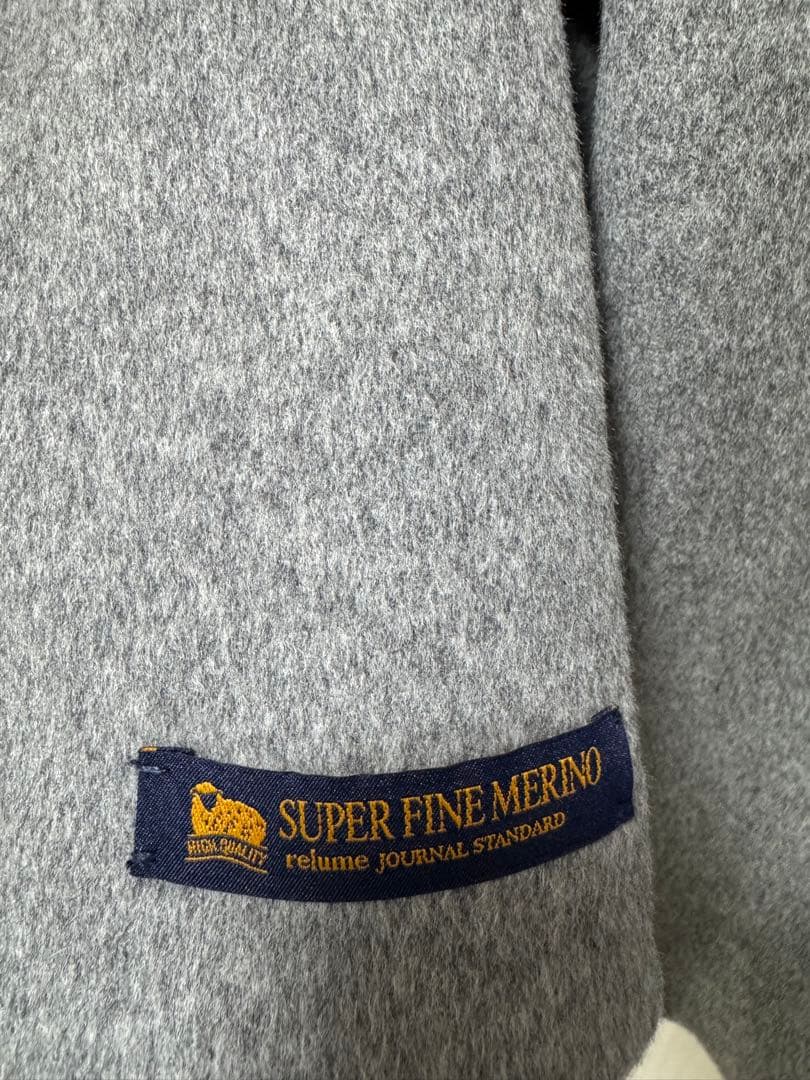 HIGH QUALITY
SUPER FINE MERINO
relume JOURNAL STANDARD